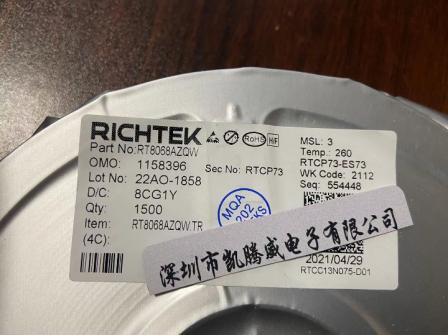 RICHTEK
RoHS
HF
Part No: RT8068AZQW
OMO: 1158396
Sec No: RTCP73
Lot No: 22AO-1858
D/C: 8CG1Y
Qty: 1500
Item: RT8068AZQW.TR
(4C):
MSL: 3
Temp.: 260
RTCP73-ES73
WK Code: 2112
Seq: 554448
MQA
202
深圳市凯腾威电子有限公司
2021/04/29
RTCC13N075-D01